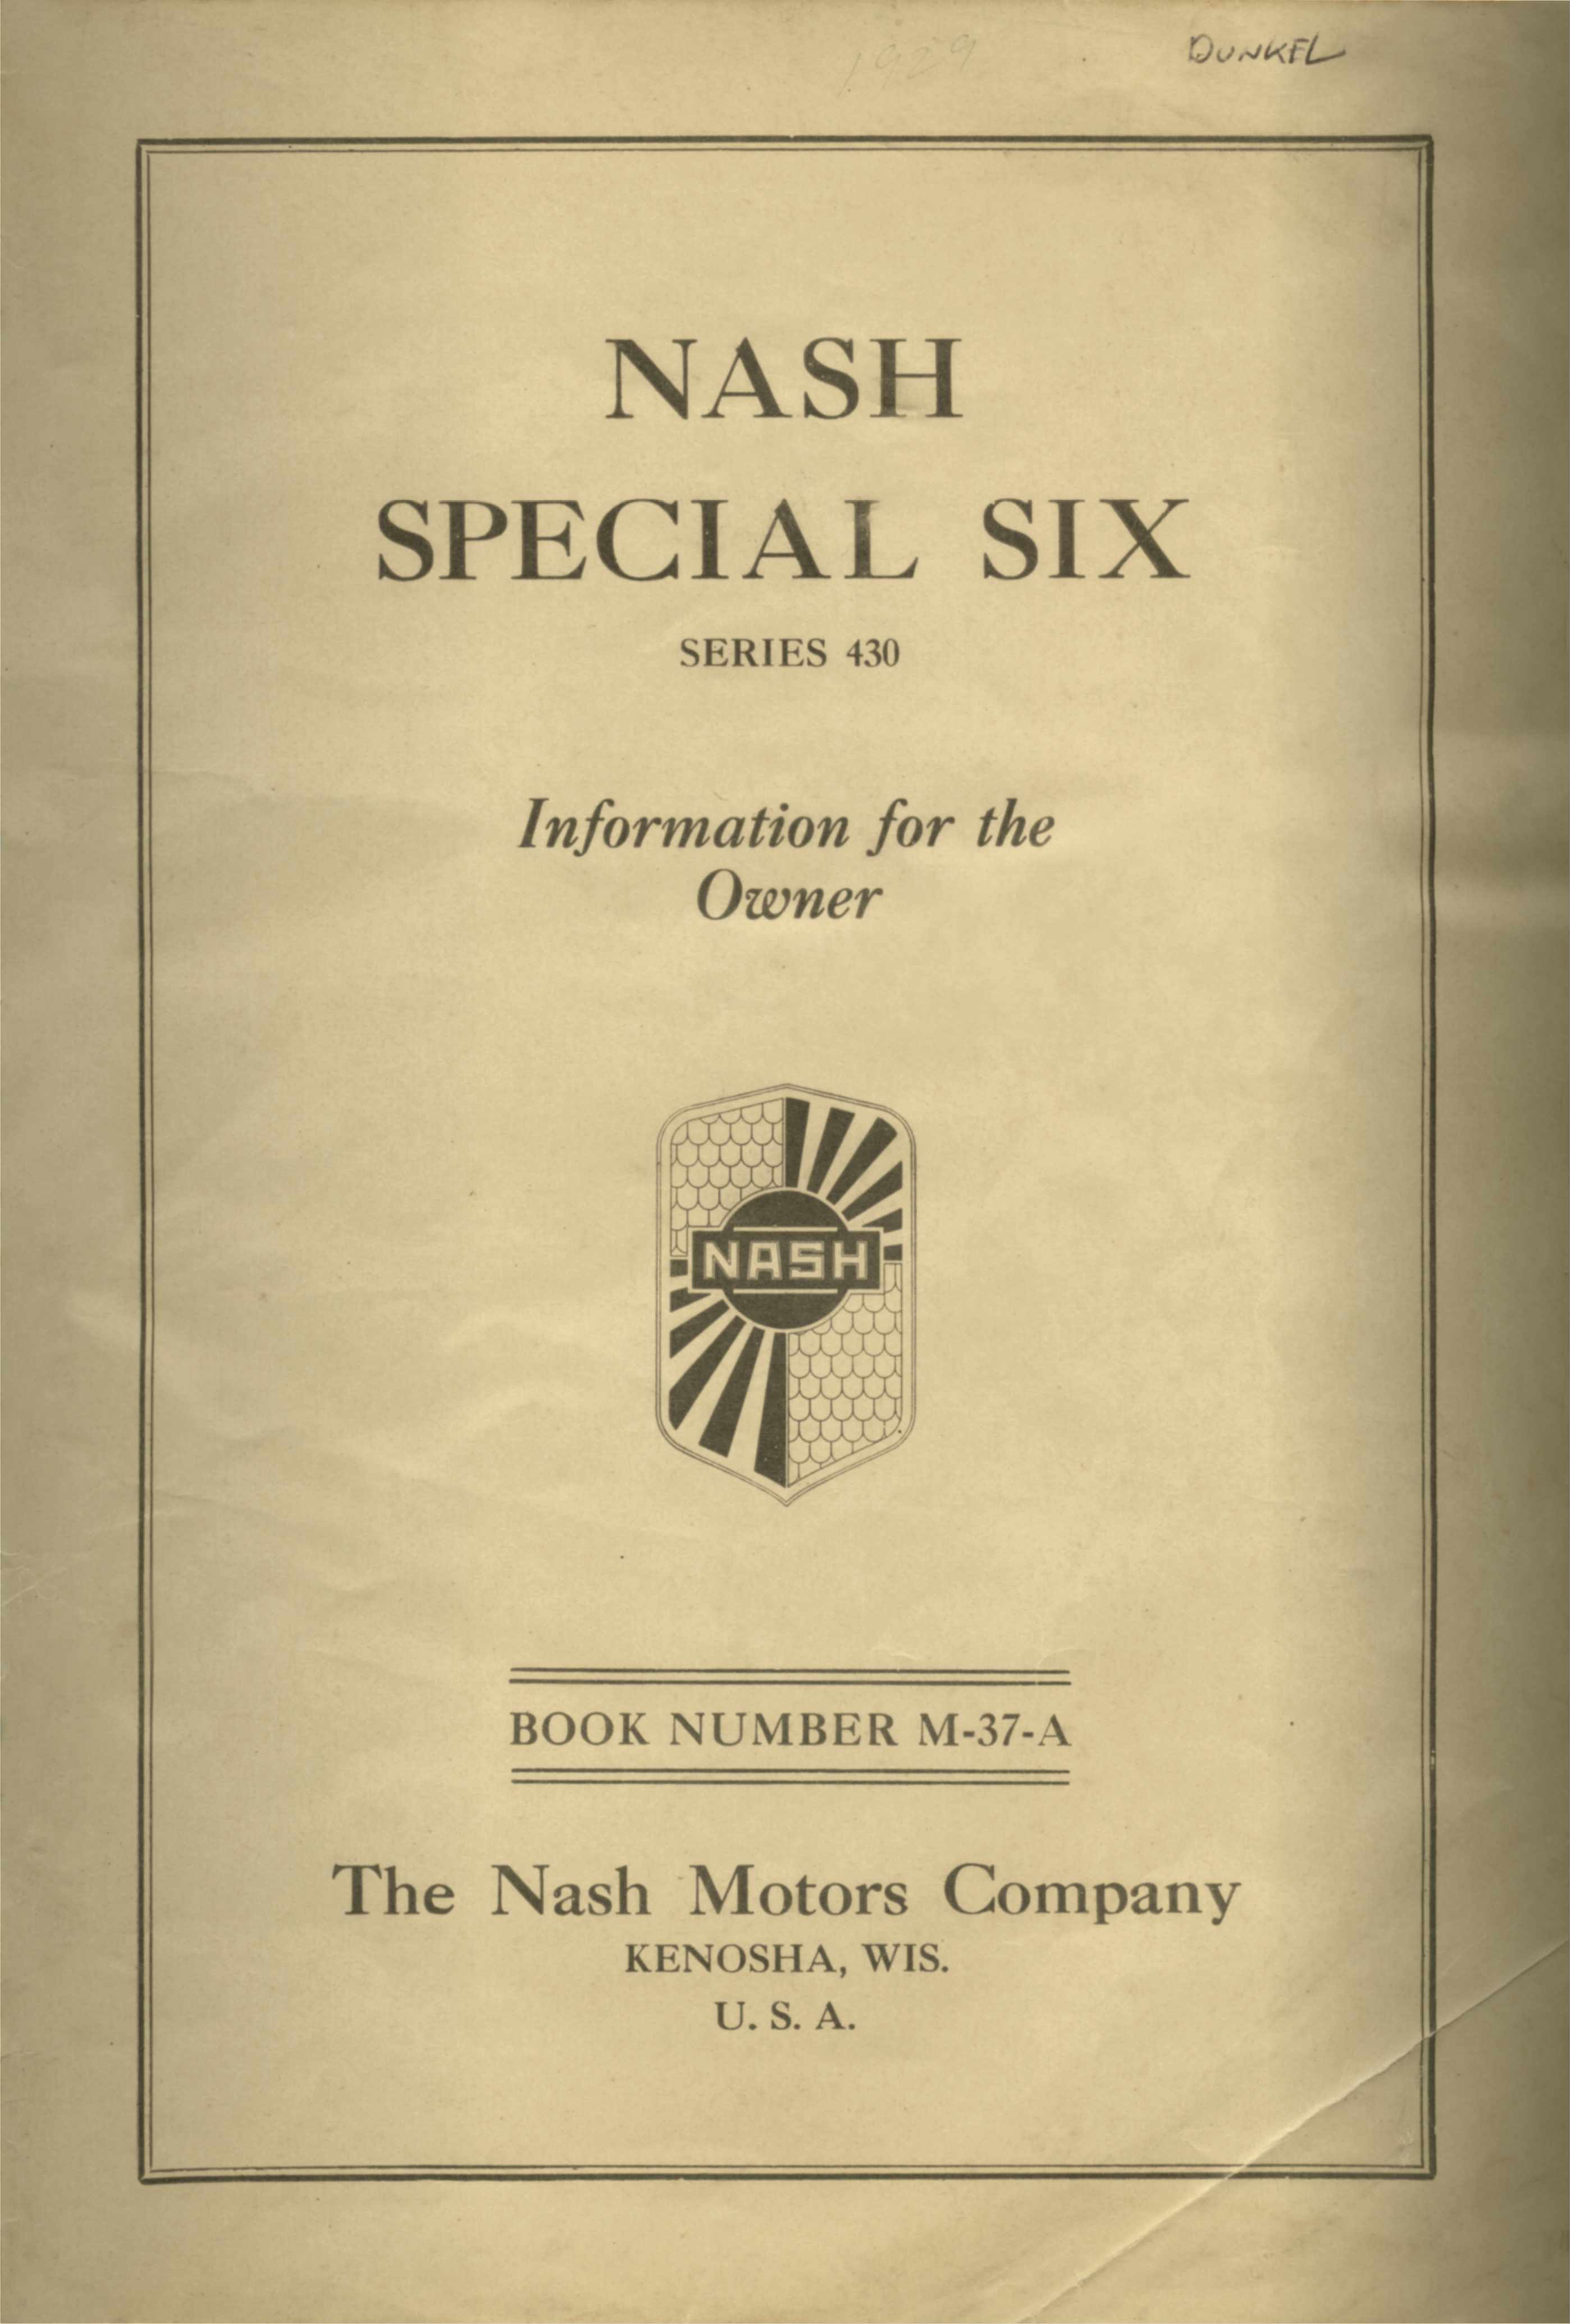 1929 DUNKEL
NASH
SPECIAL SIX
SERIES 430
Information for the
Owner
NASH
BOOK NUMBER M-37-A
The Nash Motors Company
KENOSHA, WIS.
U. S. A.